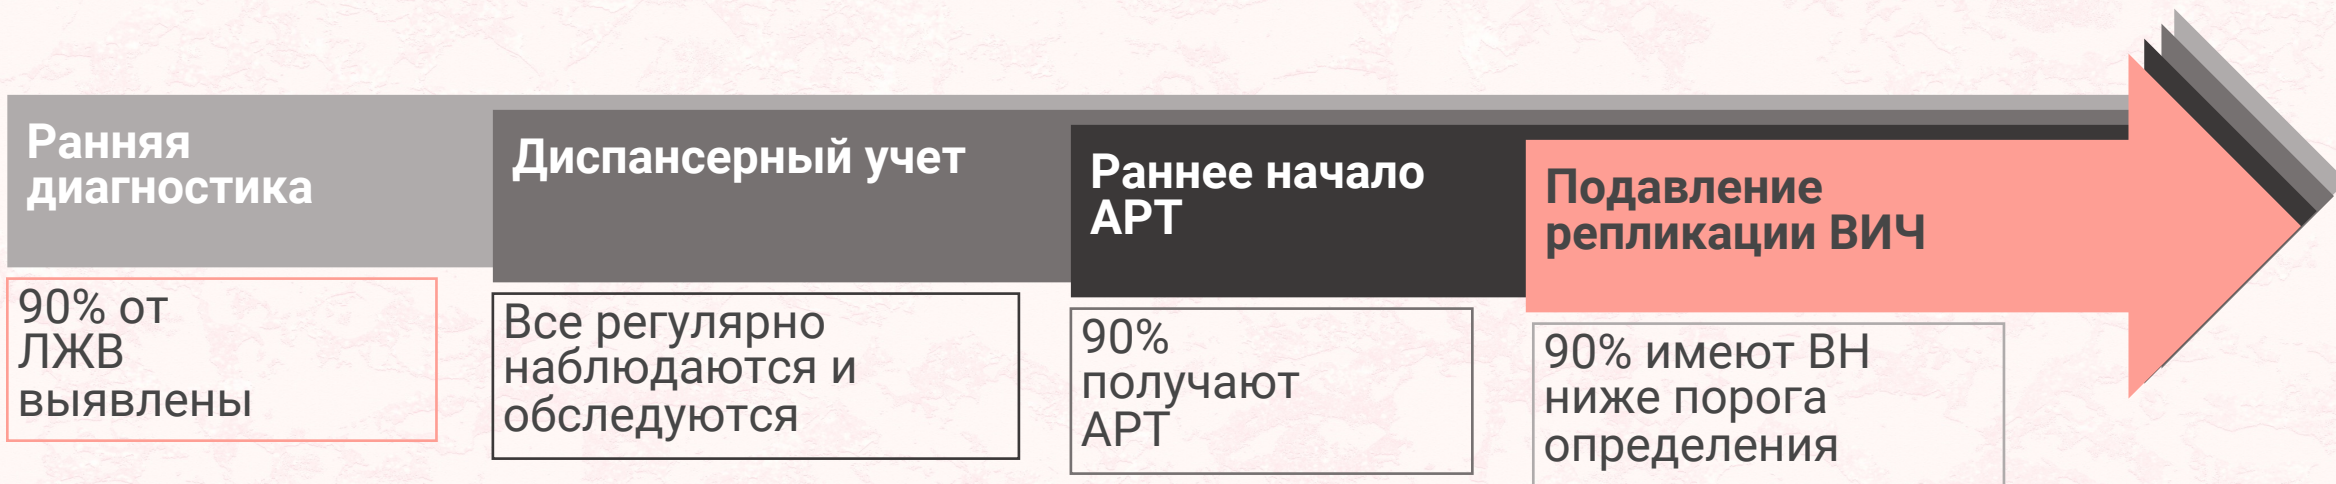 Ранняя
диагностика
90% от
ЛЖВ
выявлены
Диспансерный учет
Все регулярно
наблюдаются и
обследуются
Раннее начало
АРТ
90%
получают
АРТ
Подавление
репликации ВИЧ
90% имеют ВН
ниже порога
определения